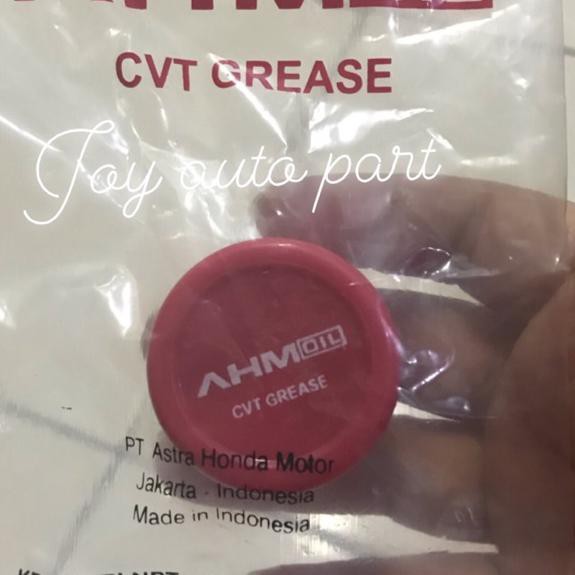 CVT GREASE
Joy auto part
AHM OIL
CVT GREASE
PT Astra Honda Motor
Jakarta - Indonesia
Made in Indonesia